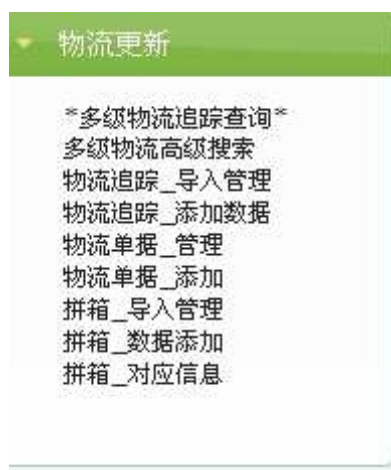 物流更新
*多级物流追踪查询*
多级物流高级搜索
物流追踪_导入管理
物流追踪_添加数据
物流单据_管理
物流单据_添加
拼箱_导入管理
拼箱_数据添加
拼箱_对应信息